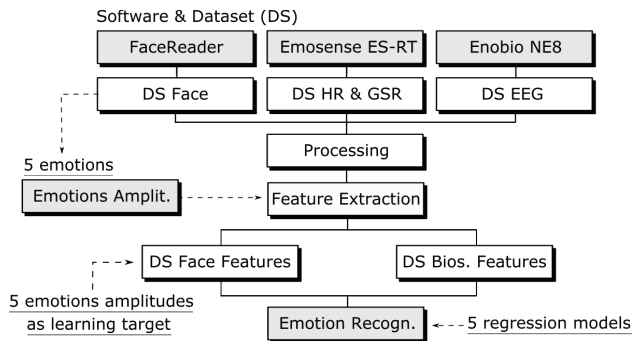 Software & Dataset (DS)
FaceReader
Emosense ES-RT
Enobio NE8
DS Face
DS HR & GSR
DS EEG
Processing
5 emotions
Emotions Amplit.
Feature Extraction
DS Face Features
DS Bios. Features
5 emotions amplitudes
as learning target
Emotion Recogn.
5 regression models